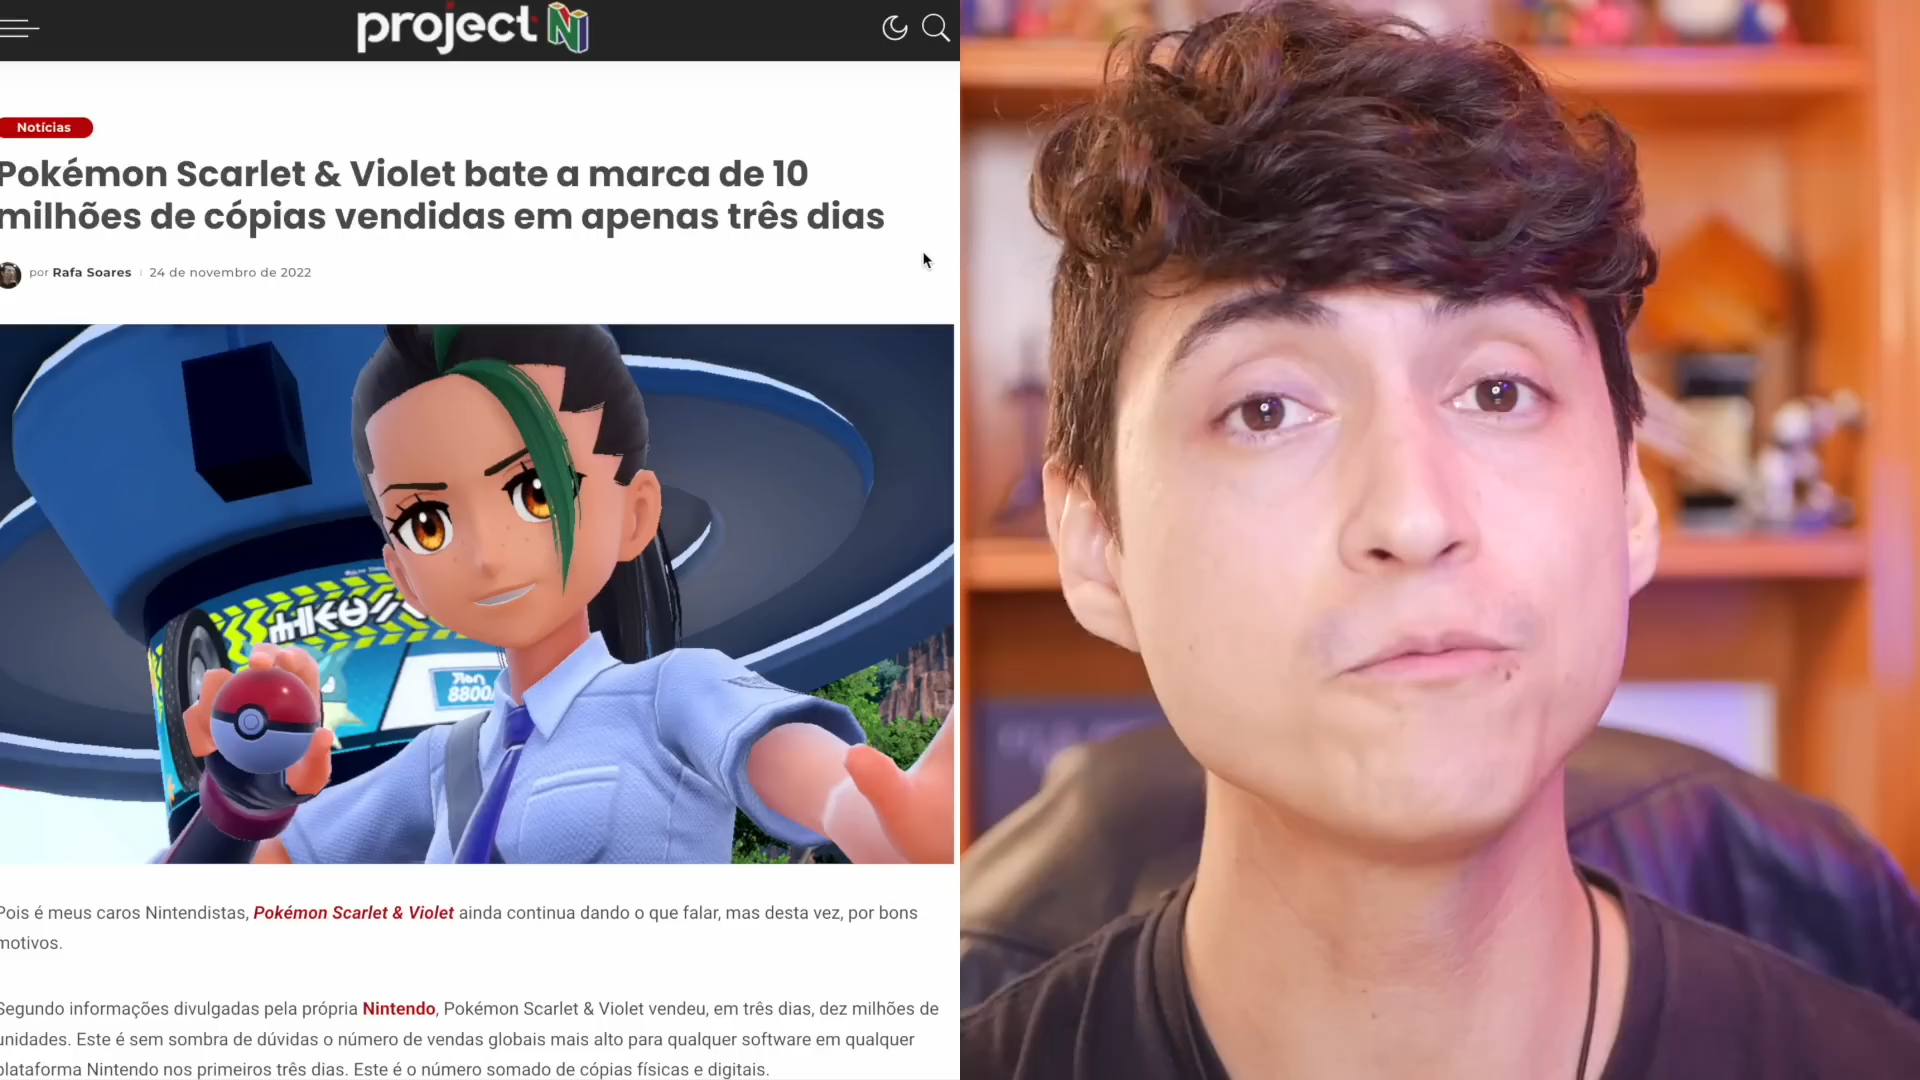 project N
Notícias
Pokémon Scarlet & Violet bate a marca de 10
milhões de cópias vendidas em apenas três dias
por Rafa Soares 24 de novembro de 2022
8800
Pois é meus caros Nintendistas, Pokémon Scarlet & Violet ainda continua dando o que falar, mas desta vez, por bons
motivos.
Segundo informações divulgadas pela própria Nintendo, Pokémon Scarlet & Violet vendeu, em três dias, dez milhões de
unidades. Este é sem sombra de dúvidas o número de vendas globais mais alto para qualquer software em qualquer
plataforma Nintendo nos primeiros três dias. Este é o número somado de cópias físicas e digitais.